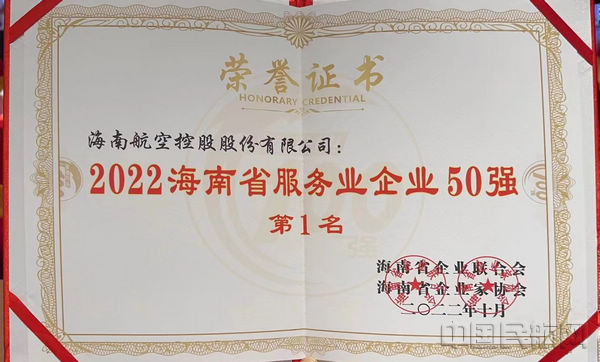 荣誉证书
HONORARY CREDENTIAL
海南航空控股股份有限公司：
2022海南省服务业企业50强
第1名
海南省企业联合会
海南省企业家协会
二〇二二年十月
中国民航网